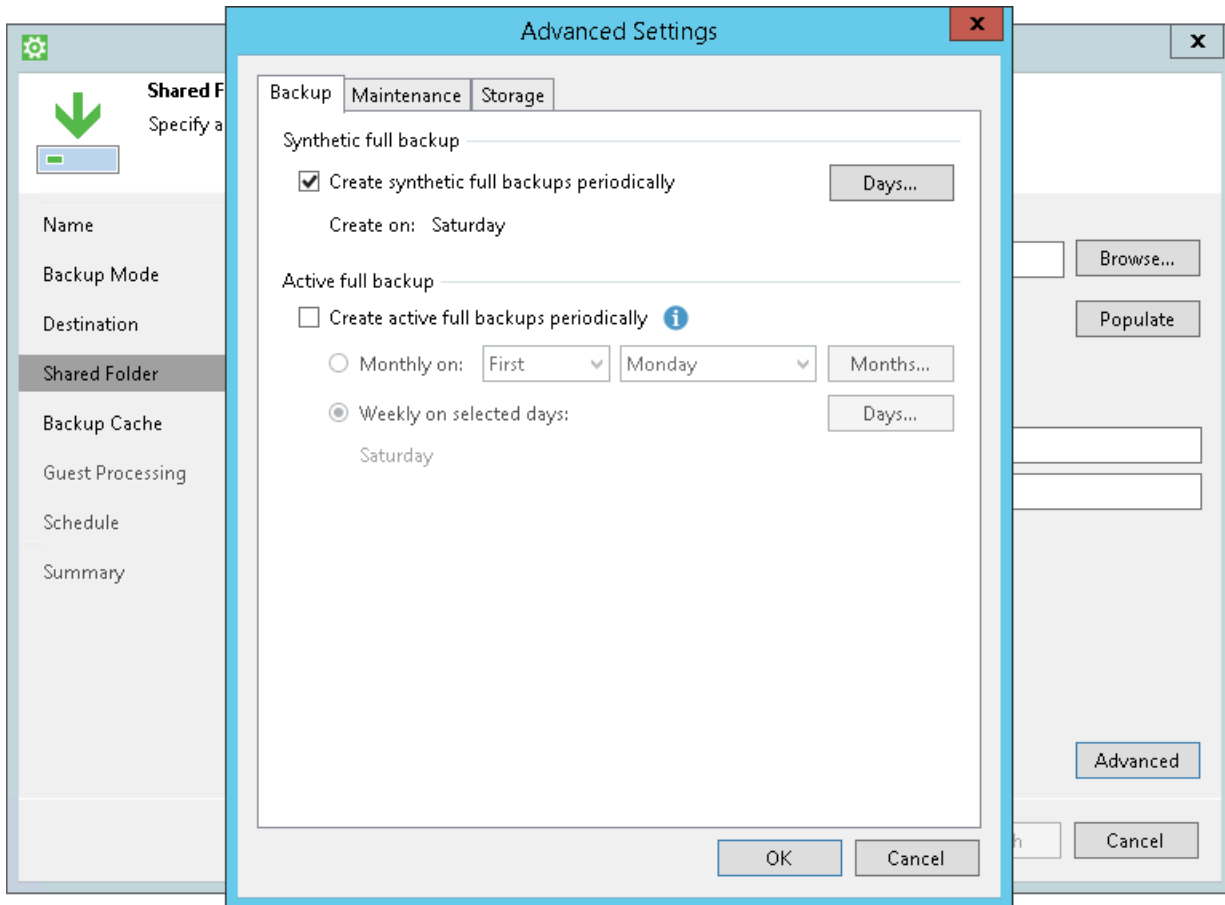 Advanced Settings
X
X
Shared F
Specify a
Backup
Maintenance
Storage
Synthetic full backup
Create synthetic full backups periodically
Days...
Create on: Saturday
Active full backup
Create active full backups periodically
i
Monthly on:
First
Monday
Months...
Weekly on selected days:
Days...
Saturday
Name
Backup Mode
Destination
Shared Folder
Backup Cache
Guest Processing
Schedule
Summary
Browse...
Populate
Advanced
OK
Cancel
h
Cancel